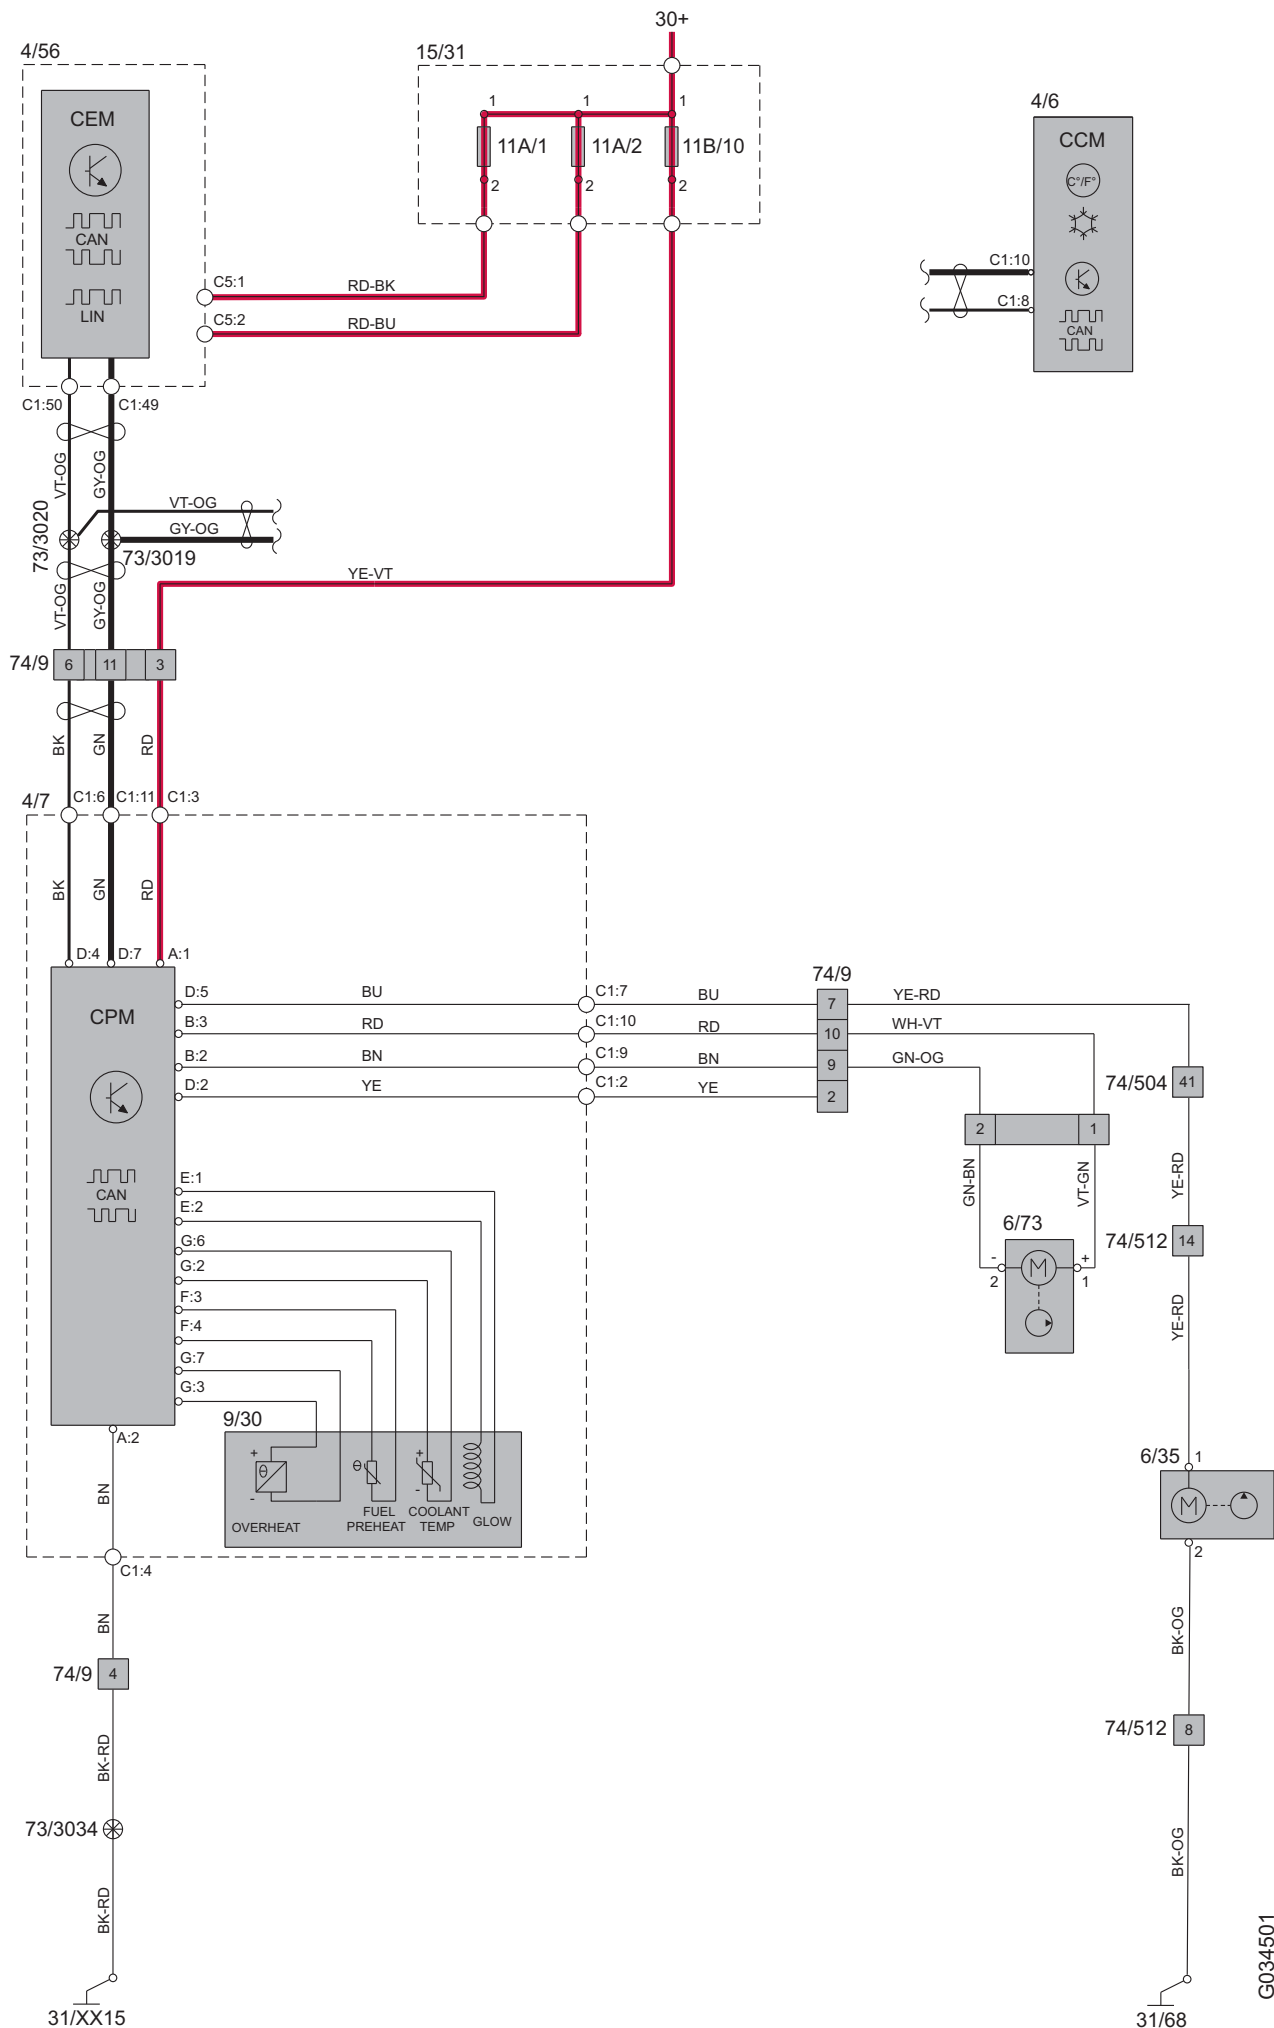 30+
4/56
15/31
4/6
CEM
CAN
LIN
1
1
1
11A/1
11A/2
11B/10
2
2
2
CCM
C°/F°
CAN
C1:10
C1:8
C5:1
RD-BK
C5:2
RD-BU
C1:50
C1:49
VT-OG
GY-OG
VT-OG
GY-OG
73/3020
73/3019
VT-OG
GY-OG
YE-VT
74/9
6
11
3
BK
GN
RD
4/7
C1:6
C1:11
C1:3
BK
GN
RD
D:4
D:7
A:1
CPM
CAN
D:5
BU
C1:7
BU
B:3
RD
C1:10
RD
B:2
BN
C1:9
BN
D:2
YE
C1:2
YE
74/9
7
10
9
2
YE-RD
WH-VT
GN-OG
74/504
41
2
1
GN-BN
VT-GN
YE-RD
6/73
-
M
+
2
1
74/512
14
YE-RD
E:1
E:2
G:6
G:2
F:3
F:4
G:7
G:3
A:2
9/30
+
θ
-
OVERHEAT
θ
FUEL
PREHEAT
+
-
COOLANT
TEMP
GLOW
6/35
1
M
2
BN
C1:4
BN
74/9
4
BK-RD
73/3034
BK-RD
31/XX15
BK-OG
74/512
8
BK-OG
31/68
G034501